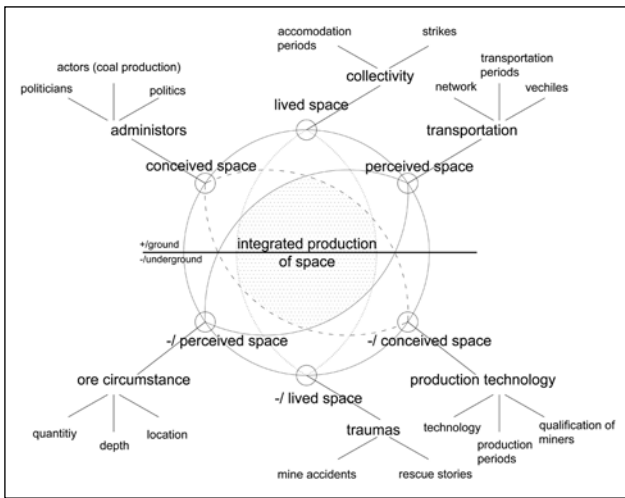 accomodation
periods
strikes
collectivity
lived space
actors (coal production)
politicians
politics
administors
conceived space
transportation
periods
network
vechiles
transportation
perceived space
+/ground
-/underground
integrated production
of space
-/ perceived space
ore circumstance
quantitiy
depth
location
-/ lived space
traumas
mine accidents
rescue stories
-/ conceived space
production technology
technology
production
periods
qualification of
miners